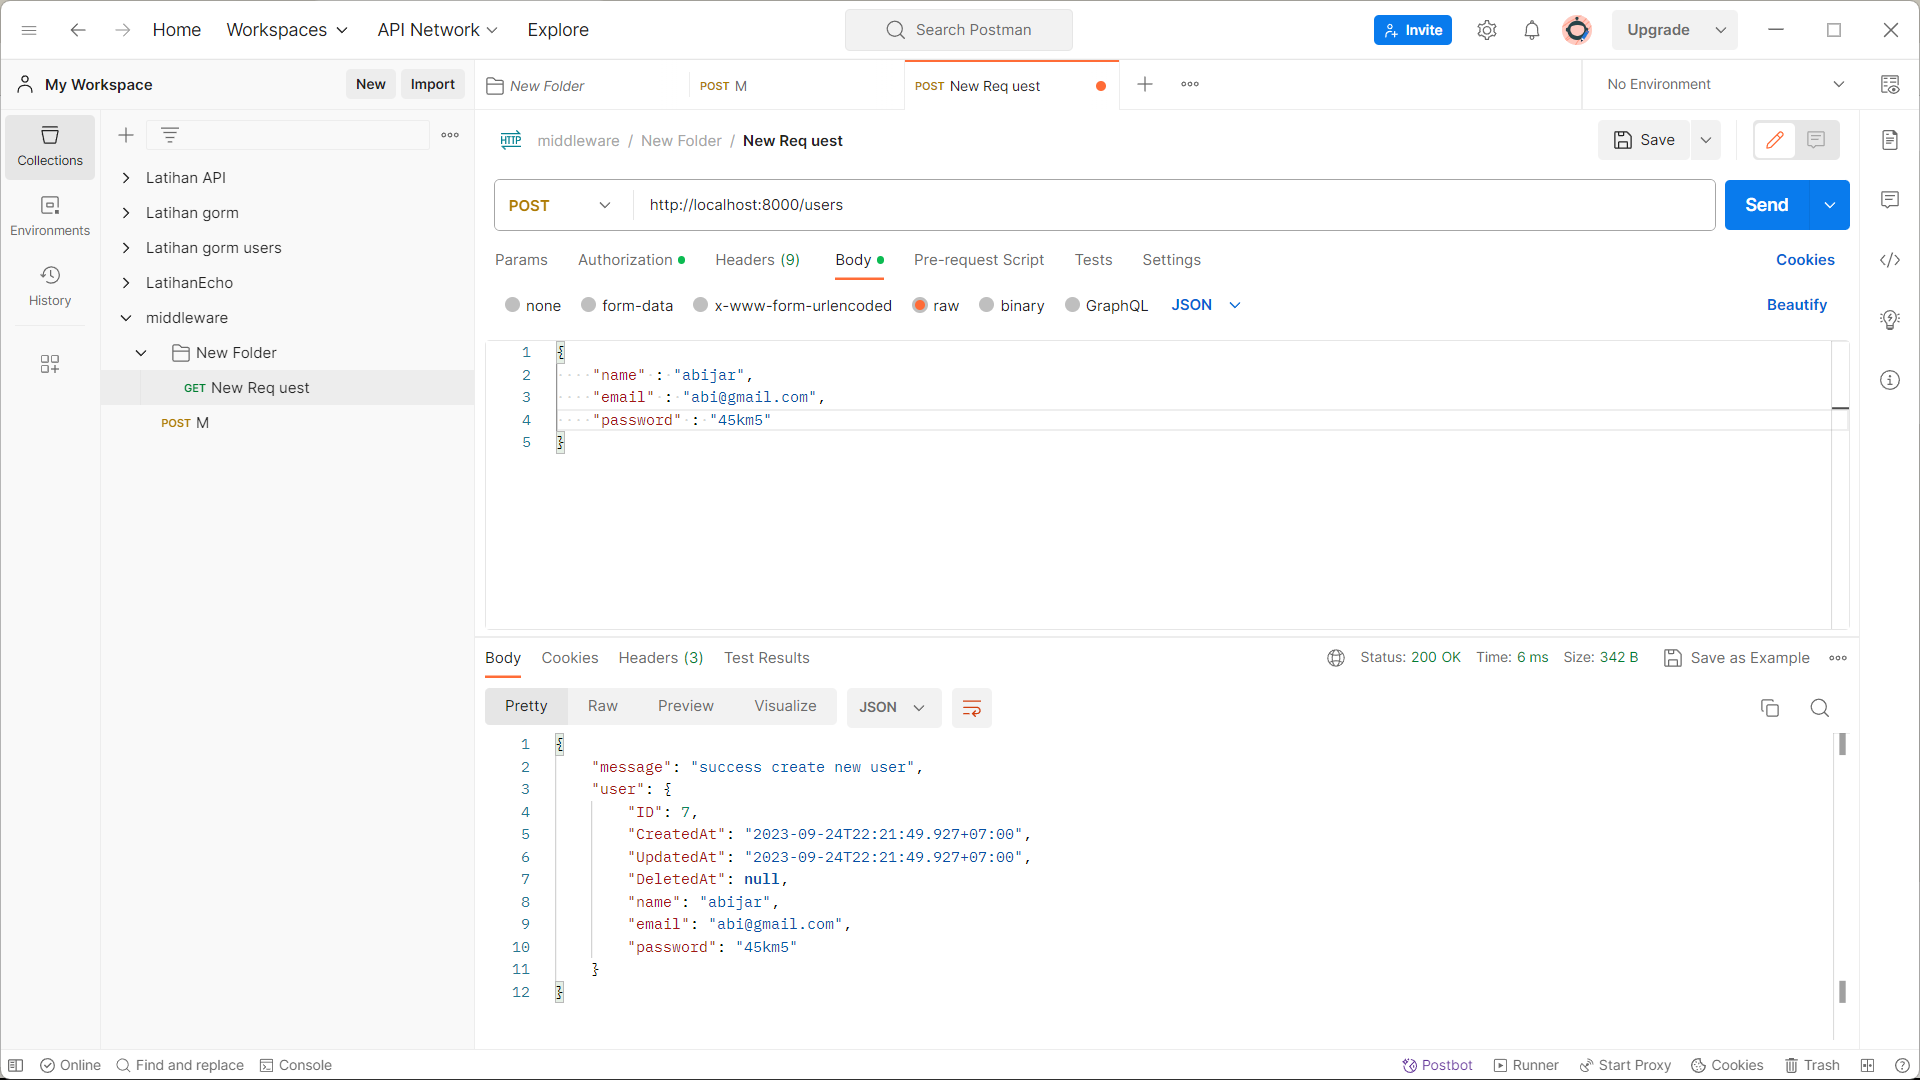 Home Workspaces API Network Explore Search Postman Invite Upgrade
My Workspace New Import New Folder POST M POST New Req uest No Environment
Collections
Environments
History
Latihan API
Latihan gorm
Latihan gorm users
LatihanEcho
middleware
New Folder
GET New Req uest
POST M
HTTP middleware / New Folder / New Req uest Save
POST http://localhost:8000/users Send
Params Authorization Headers (9) Body Pre-request Script Tests Settings Cookies
none form-data x-www-form-urlencoded raw binary GraphQL JSON Beautify
1 {
2 ····"name"·:·"abijar",
3 ····"email"·:·"abi@gmail.com",
4 ····"password"·:·"45km5"
5 }
Body Cookies Headers (3) Test Results Status: 200 OK Time: 6 ms Size: 342 B Save as Example
Pretty Raw Preview Visualize JSON
1 {
2 "message": "success create new user",
3 "user": {
4 "ID": 7,
5 "CreatedAt": "2023-09-24T22:21:49.927+07:00",
6 "UpdatedAt": "2023-09-24T22:21:49.927+07:00",
7 "DeletedAt": null,
8 "name": "abijar",
9 "email": "abi@gmail.com",
10 "password": "45km5"
11 }
12 }
Online Find and replace Console Postbot Runner Start Proxy Cookies Trash